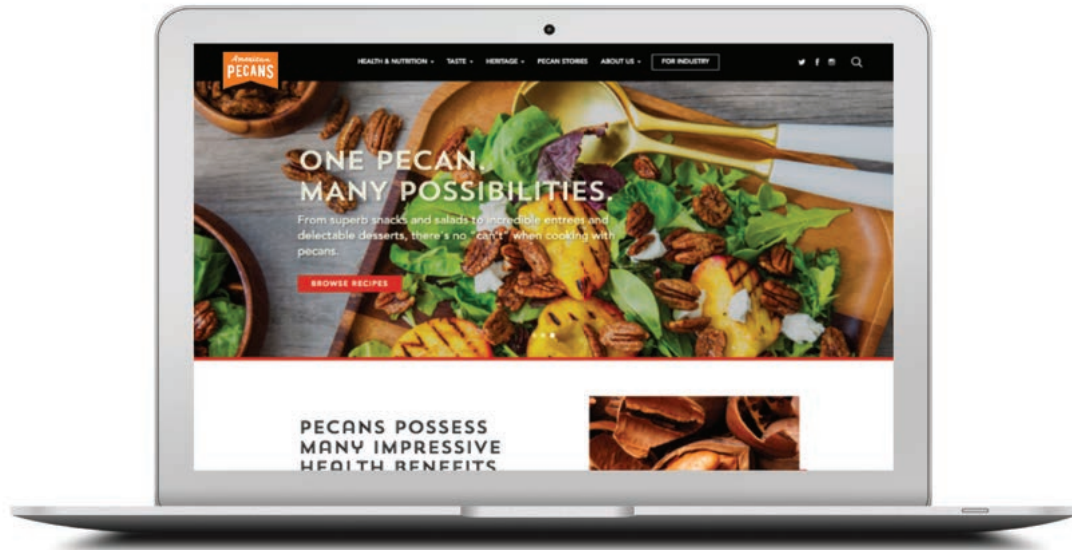 American
PECANS
HEALTH & NUTRITION TASTE HERITAGE PECAN STORIES ABOUT US FOR INDUSTRY
ONE PECAN.
MANY POSSIBILITIES.
From superb snacks and salads to incredible entrees and
delectable desserts, there's no "can't" when cooking with
pecans.
BROWSE RECIPES
PECANS POSSESS
MANY IMPRESSIVE
HEALTH BENEFITS